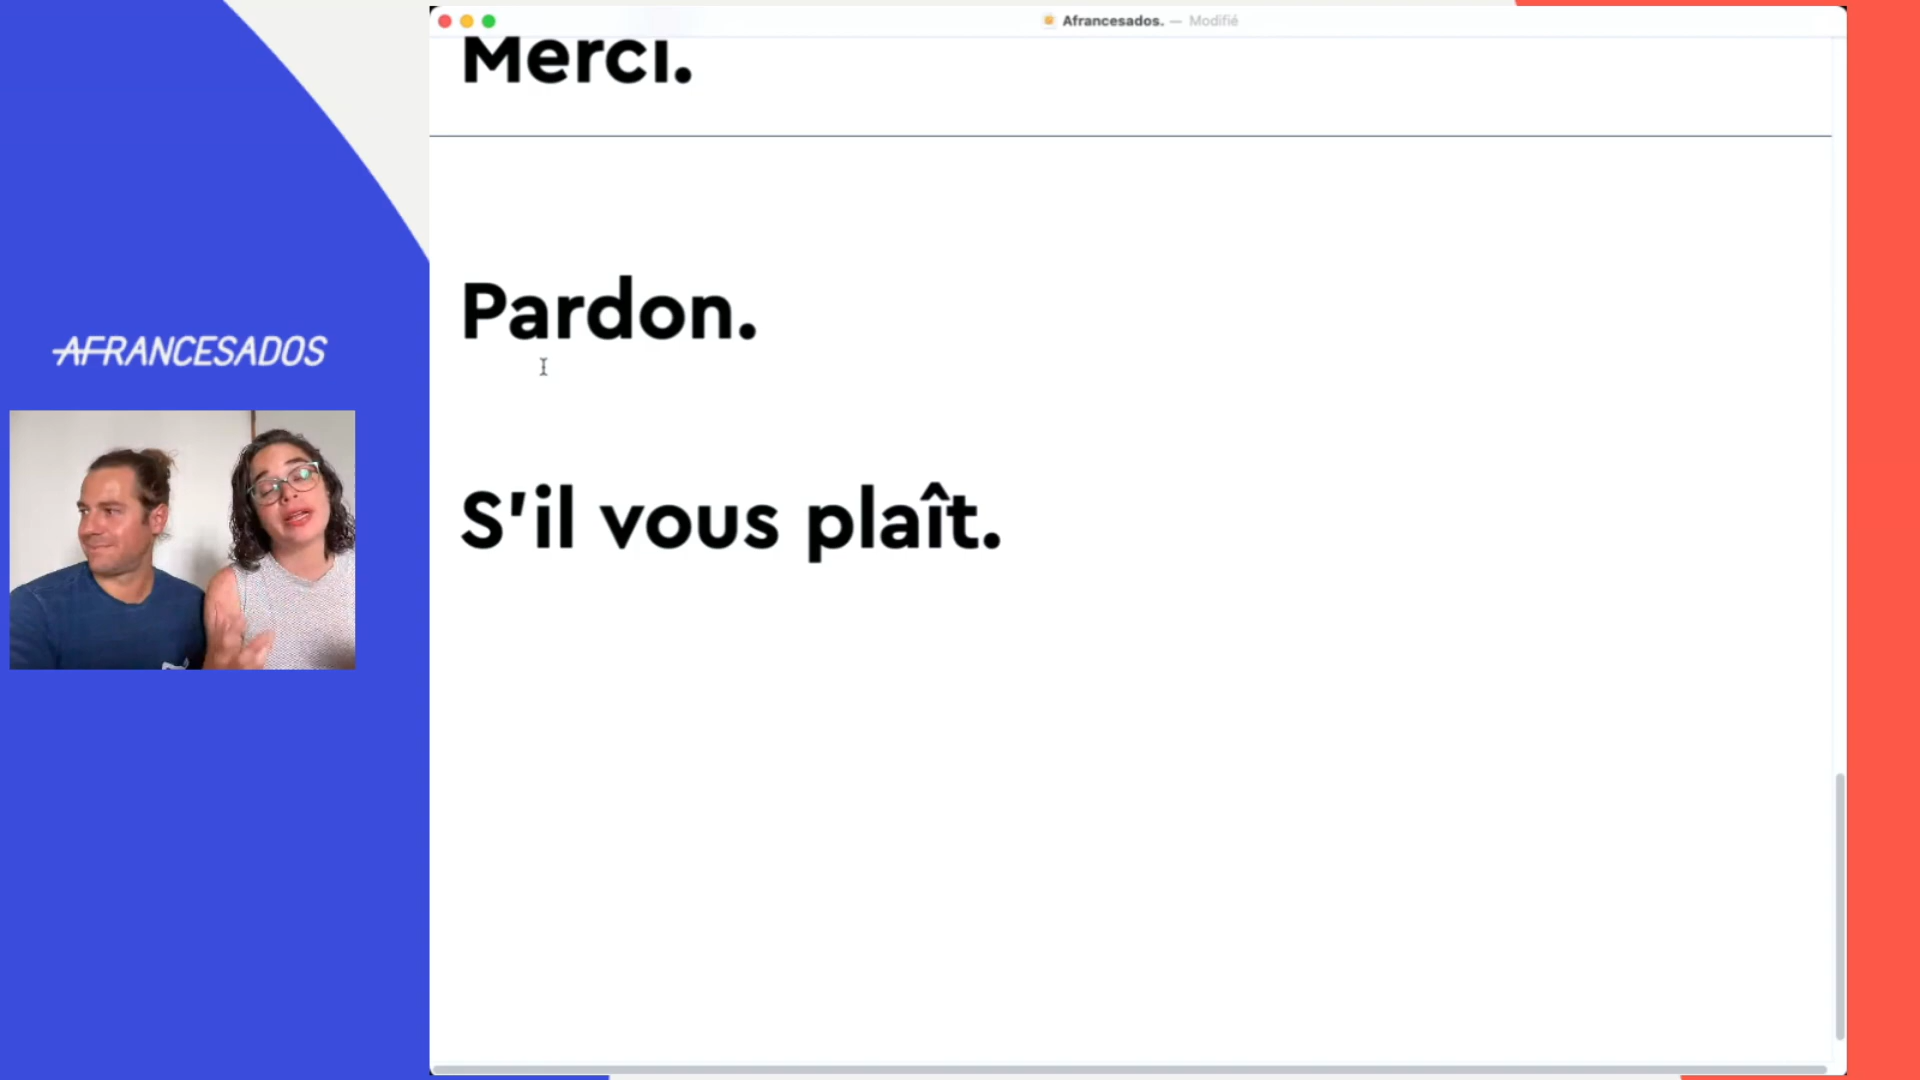 Afrancesados. — Modifié
Merci.
Pardon.
AFRANCESADOS
S'il vous plaît.